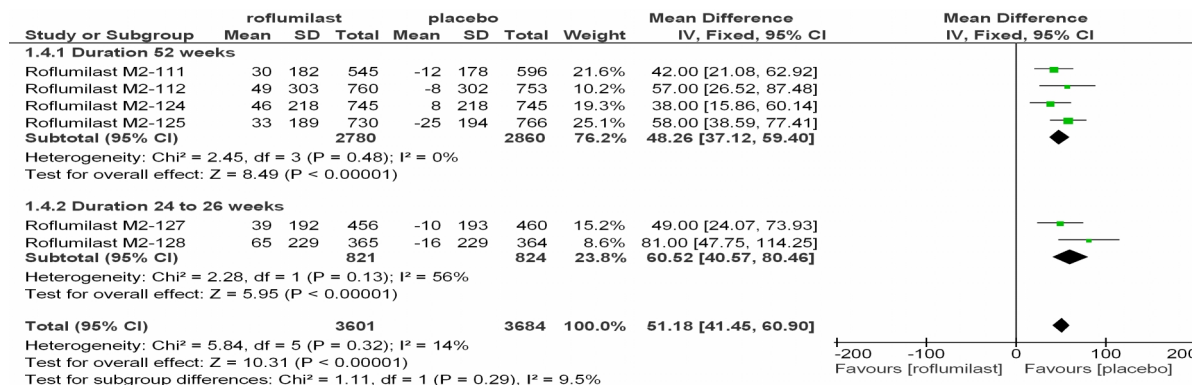 roflumilast placebo Mean Difference Mean Difference
Study or Subgroup Mean SD Total Mean SD Total Weight IV, Fixed, 95% CI IV, Fixed, 95% CI
1.4.1 Duration 52 weeks
Roflumilast M2-111 30 182 545 -12 178 596 21.6% 42.00 [21.08, 62.92]
Roflumilast M2-112 49 303 760 -8 302 753 10.2% 57.00 [26.52, 87.48]
Roflumilast M2-124 46 218 745 8 218 745 19.3% 38.00 [15.86, 60.14]
Roflumilast M2-125 33 189 730 -25 194 766 25.1% 58.00 [38.59, 77.41]
Subtotal (95% CI) 2780 2860 76.2% 48.26 [37.12, 59.40]
Heterogeneity: Chi² = 2.45, df = 3 (P = 0.48); I² = 0%
Test for overall effect: Z = 8.49 (P < 0.00001)
1.4.2 Duration 24 to 26 weeks
Roflumilast M2-127 39 192 456 -10 193 460 15.2% 49.00 [24.07, 73.93]
Roflumilast M2-128 65 229 365 -16 229 364 8.6% 81.00 [47.75, 114.25]
Subtotal (95% CI) 821 824 23.8% 60.52 [40.57, 80.46]
Heterogeneity: Chi² = 2.28, df = 1 (P = 0.13); I² = 56%
Test for overall effect: Z = 5.95 (P < 0.00001)
Total (95% CI) 3601 3684 100.0% 51.18 [41.45, 60.90]
Heterogeneity: Chi² = 5.84, df = 5 (P = 0.32); I² = 14%
Test for overall effect: Z = 10.31 (P < 0.00001)
Test for subgroup differences: Chi² = 1.11, df = 1 (P = 0.29), I² = 9.5%
-200 -100 0 100 200
Favours [roflumilast] Favours [placebo]